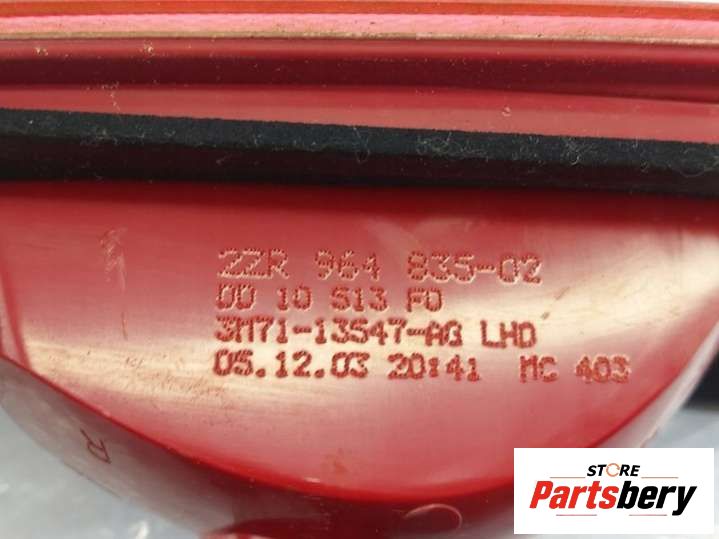 2ZR 964 835-02
DD 10 S13 FD
3M71-13S47-AG LHD
05.12.03 20:41 MC 403
R
STORE
Partsbery